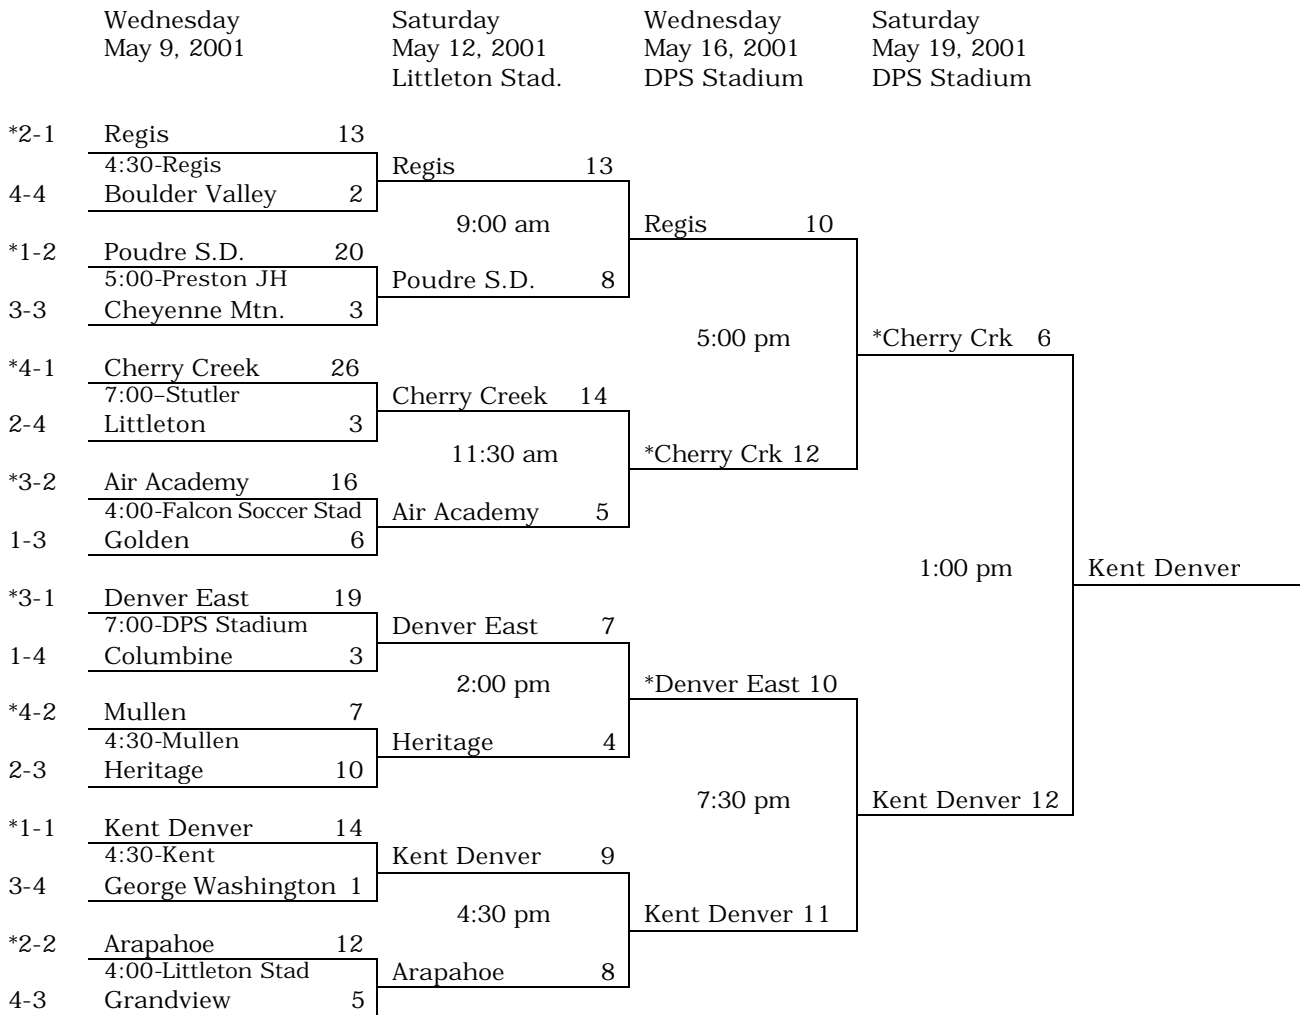 Wednesday Saturday Wednesday Saturday
May 9, 2001 May 12, 2001 May 16, 2001 May 19, 2001
Littleton Stad. DPS Stadium DPS Stadium
*2-1 Regis 13
4:30-Regis Regis 13
4-4 Boulder Valley 2
9:00 am Regis 10
*1-2 Poudre S.D. 20
5:00-Preston JH Poudre S.D. 8
3-3 Cheyenne Mtn. 3
5:00 pm *Cherry Crk 6
*4-1 Cherry Creek 26
7:00–Stutler Cherry Creek 14
2-4 Littleton 3
11:30 am *Cherry Crk 12
*3-2 Air Academy 16
4:00-Falcon Soccer Stad Air Academy 5
1-3 Golden 6
1:00 pm Kent Denver
*3-1 Denver East 19
7:00-DPS Stadium Denver East 7
1-4 Columbine 3
2:00 pm *Denver East 10
*4-2 Mullen 7
4:30-Mullen Heritage 4
2-3 Heritage 10
7:30 pm Kent Denver 12
*1-1 Kent Denver 14
4:30-Kent Kent Denver 9
3-4 George Washington 1
4:30 pm Kent Denver 11
*2-2 Arapahoe 12
4:00-Littleton Stad Arapahoe 8
4-3 Grandview 5